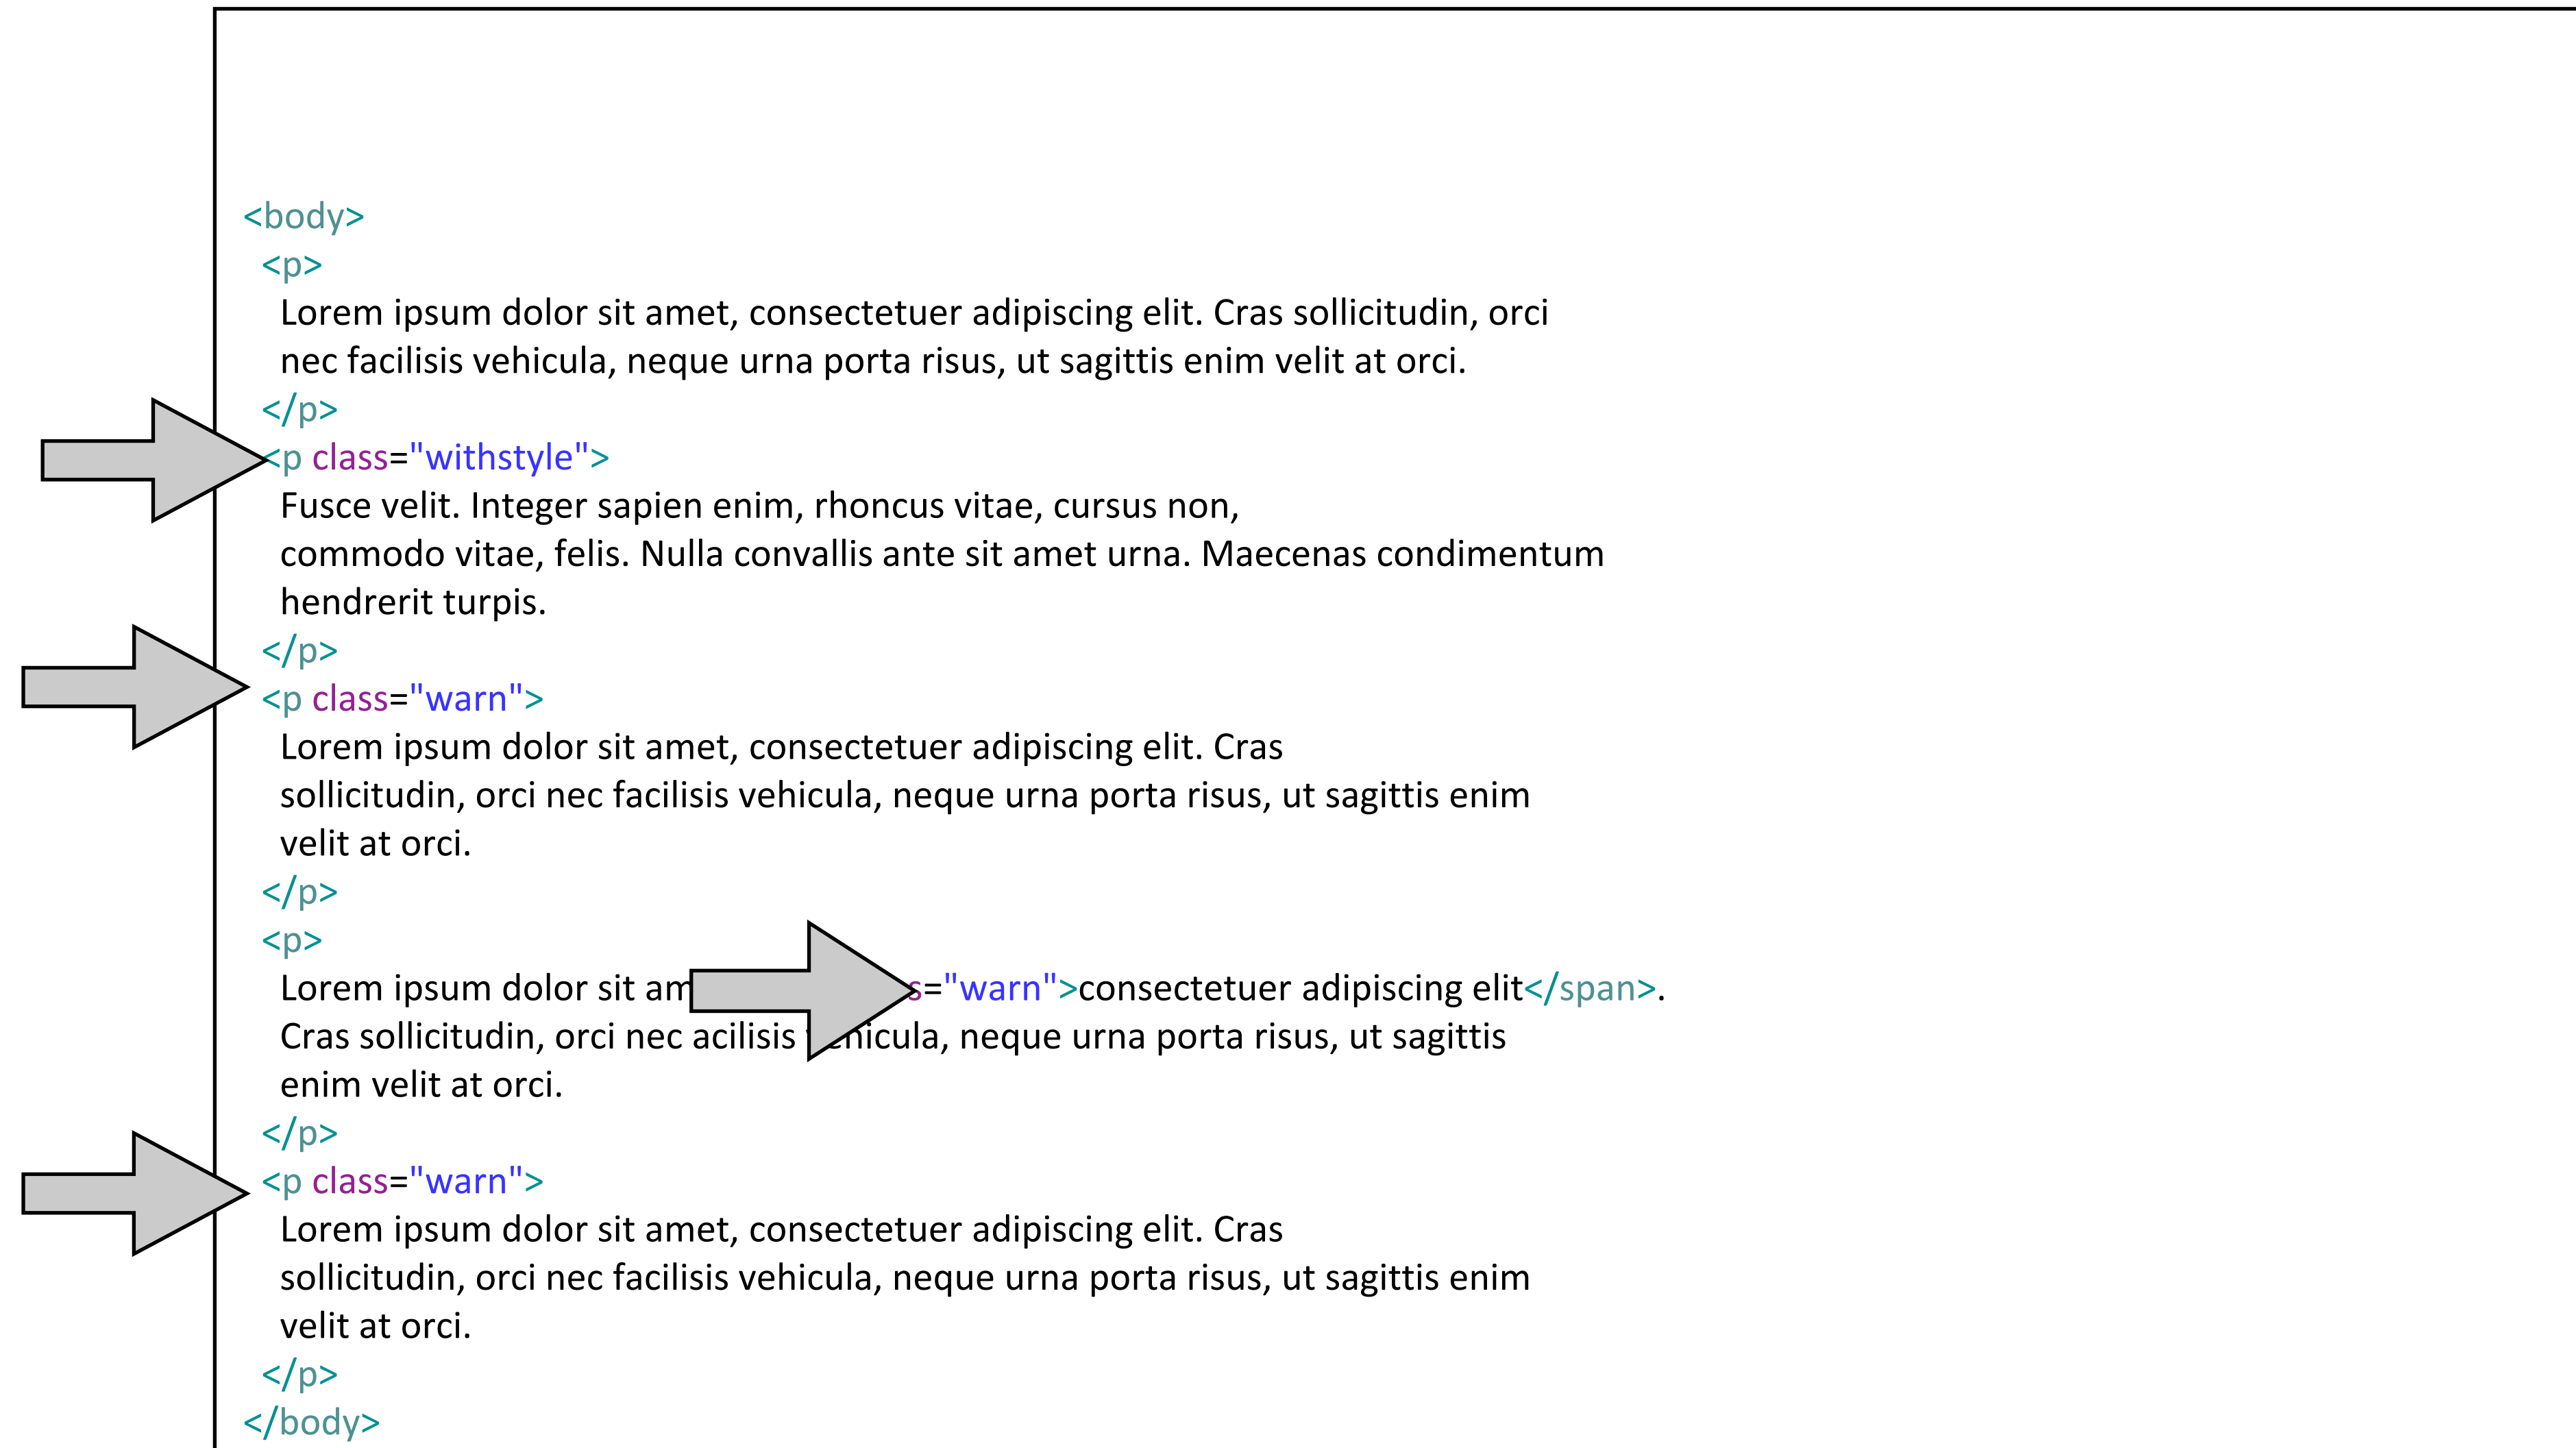 <body>
<p>
Lorem ipsum dolor sit amet, consectetuer adipiscing elit. Cras sollicitudin, orci
nec facilisis vehicula, neque urna porta risus, ut sagittis enim velit at orci.
</p>
<p class="withstyle">
Fusce velit. Integer sapien enim, rhoncus vitae, cursus non,
commodo vitae, felis. Nulla convallis ante sit amet urna. Maecenas condimentum
hendrerit turpis.
</p>
<p class="warn">
Lorem ipsum dolor sit amet, consectetuer adipiscing elit. Cras
sollicitudin, orci nec facilisis vehicula, neque urna porta risus, ut sagittis enim
velit at orci.
</p>
<p>
Lorem ipsum dolor sit am s="warn">consectetuer adipiscing elit</span>.
Cras sollicitudin, orci nec acilisis vehicula, neque urna porta risus, ut sagittis
enim velit at orci.
</p>
<p class="warn">
Lorem ipsum dolor sit amet, consectetuer adipiscing elit. Cras
sollicitudin, orci nec facilisis vehicula, neque urna porta risus, ut sagittis enim
velit at orci.
</p>
</body>